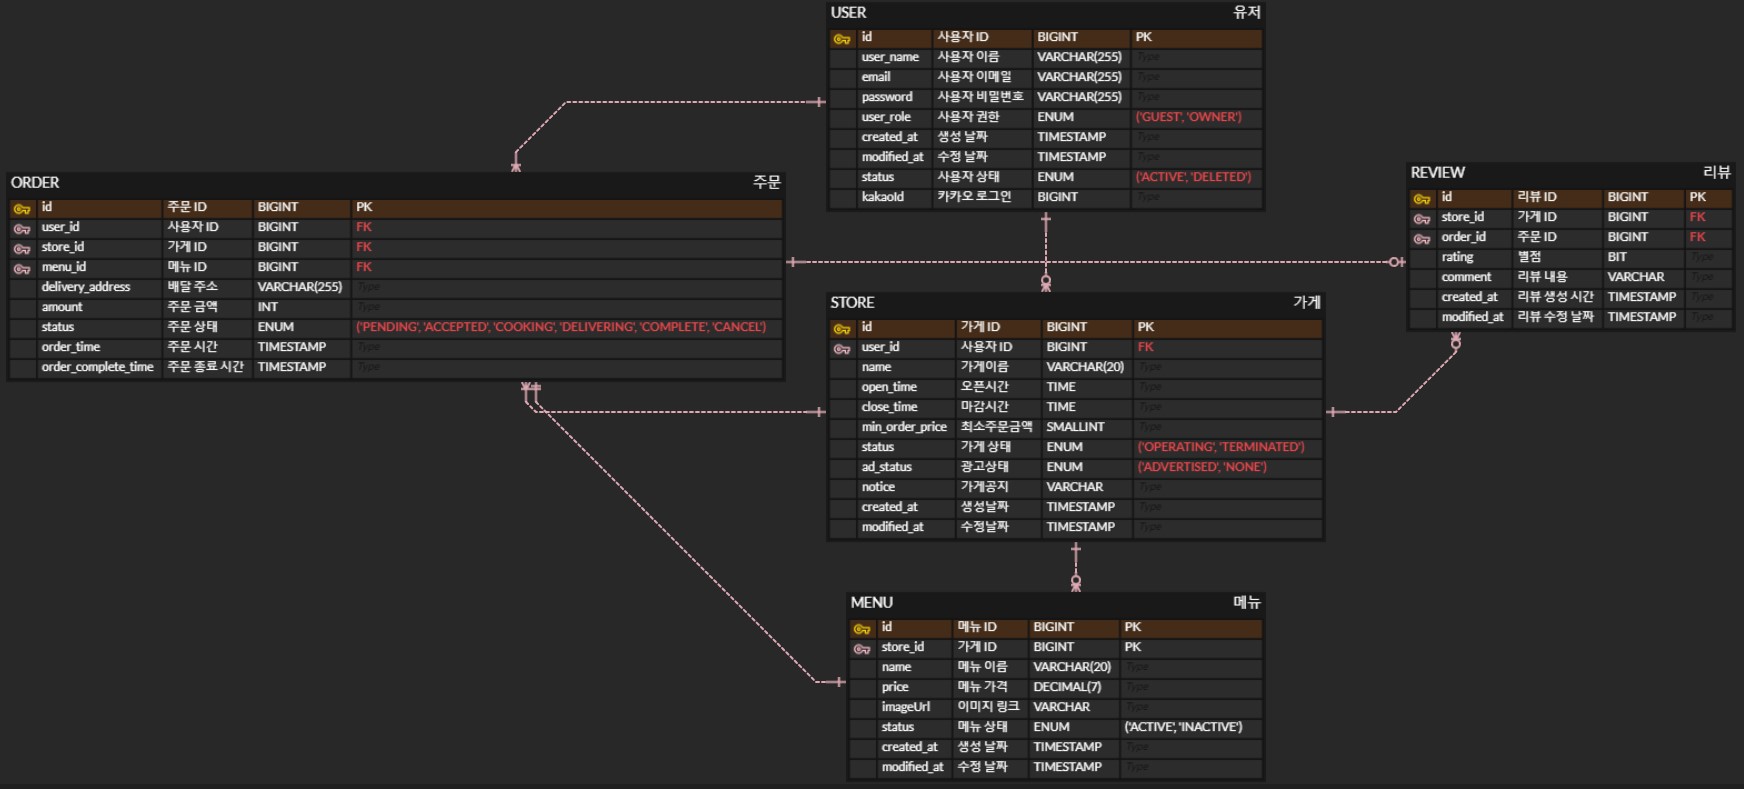 USER 유저
id 사용자 ID BIGINT PK
user_name 사용자 이름 VARCHAR(255) Type
email 사용자 이메일 VARCHAR(255) Type
password 사용자 비밀번호 VARCHAR(255) Type
user_role 사용자 권한 ENUM ('GUEST', 'OWNER')
created_at 생성 날짜 TIMESTAMP Type
modified_at 수정 날짜 TIMESTAMP Type
status 사용자 상태 ENUM ('ACTIVE', 'DELETED')
kakaoId 카카오 로그인 BIGINT Type
ORDER 주문
id 주문 ID BIGINT PK
user_id 사용자 ID BIGINT FK
store_id 가게 ID BIGINT FK
menu_id 메뉴 ID BIGINT FK
delivery_address 배달 주소 VARCHAR(255) Type
amount 주문 금액 INT Type
status 주문 상태 ENUM ('PENDING', 'ACCEPTED', 'COOKING', 'DELIVERING', 'COMPLETE', 'CANCEL')
order_time 주문 시간 TIMESTAMP Type
order_complete_time 주문 종료 시간 TIMESTAMP Type
REVIEW 리뷰
id 리뷰 ID BIGINT PK
store_id 가게 ID BIGINT FK
order_id 주문 ID BIGINT FK
rating 별점 BIT Type
comment 리뷰 내용 VARCHAR Type
created_at 리뷰 생성 시간 TIMESTAMP Type
modified_at 리뷰 수정 날짜 TIMESTAMP Type
STORE 가게
id 가게 ID BIGINT PK
user_id 사용자 ID BIGINT FK
name 가게이름 VARCHAR(20) Type
open_time 오픈시간 TIME Type
close_time 마감시간 TIME Type
min_order_price 최소주문금액 SMALLINT Type
status 가게 상태 ENUM ('OPERATING', 'TERMINATED')
ad_status 광고상태 ENUM ('ADVERTISED', 'NONE')
notice 가게공지 VARCHAR Type
created_at 생성날짜 TIMESTAMP Type
modified_at 수정날짜 TIMESTAMP Type
MENU 메뉴
id 메뉴 ID BIGINT PK
store_id 가게 ID BIGINT PK
name 메뉴 이름 VARCHAR(20) Type
price 메뉴 가격 DECIMAL(7) Type
imageUrl 이미지 링크 VARCHAR Type
status 메뉴 상태 ENUM ('ACTIVE', 'INACTIVE')
created_at 생성 날짜 TIMESTAMP Type
modified_at 수정 날짜 TIMESTAMP Type